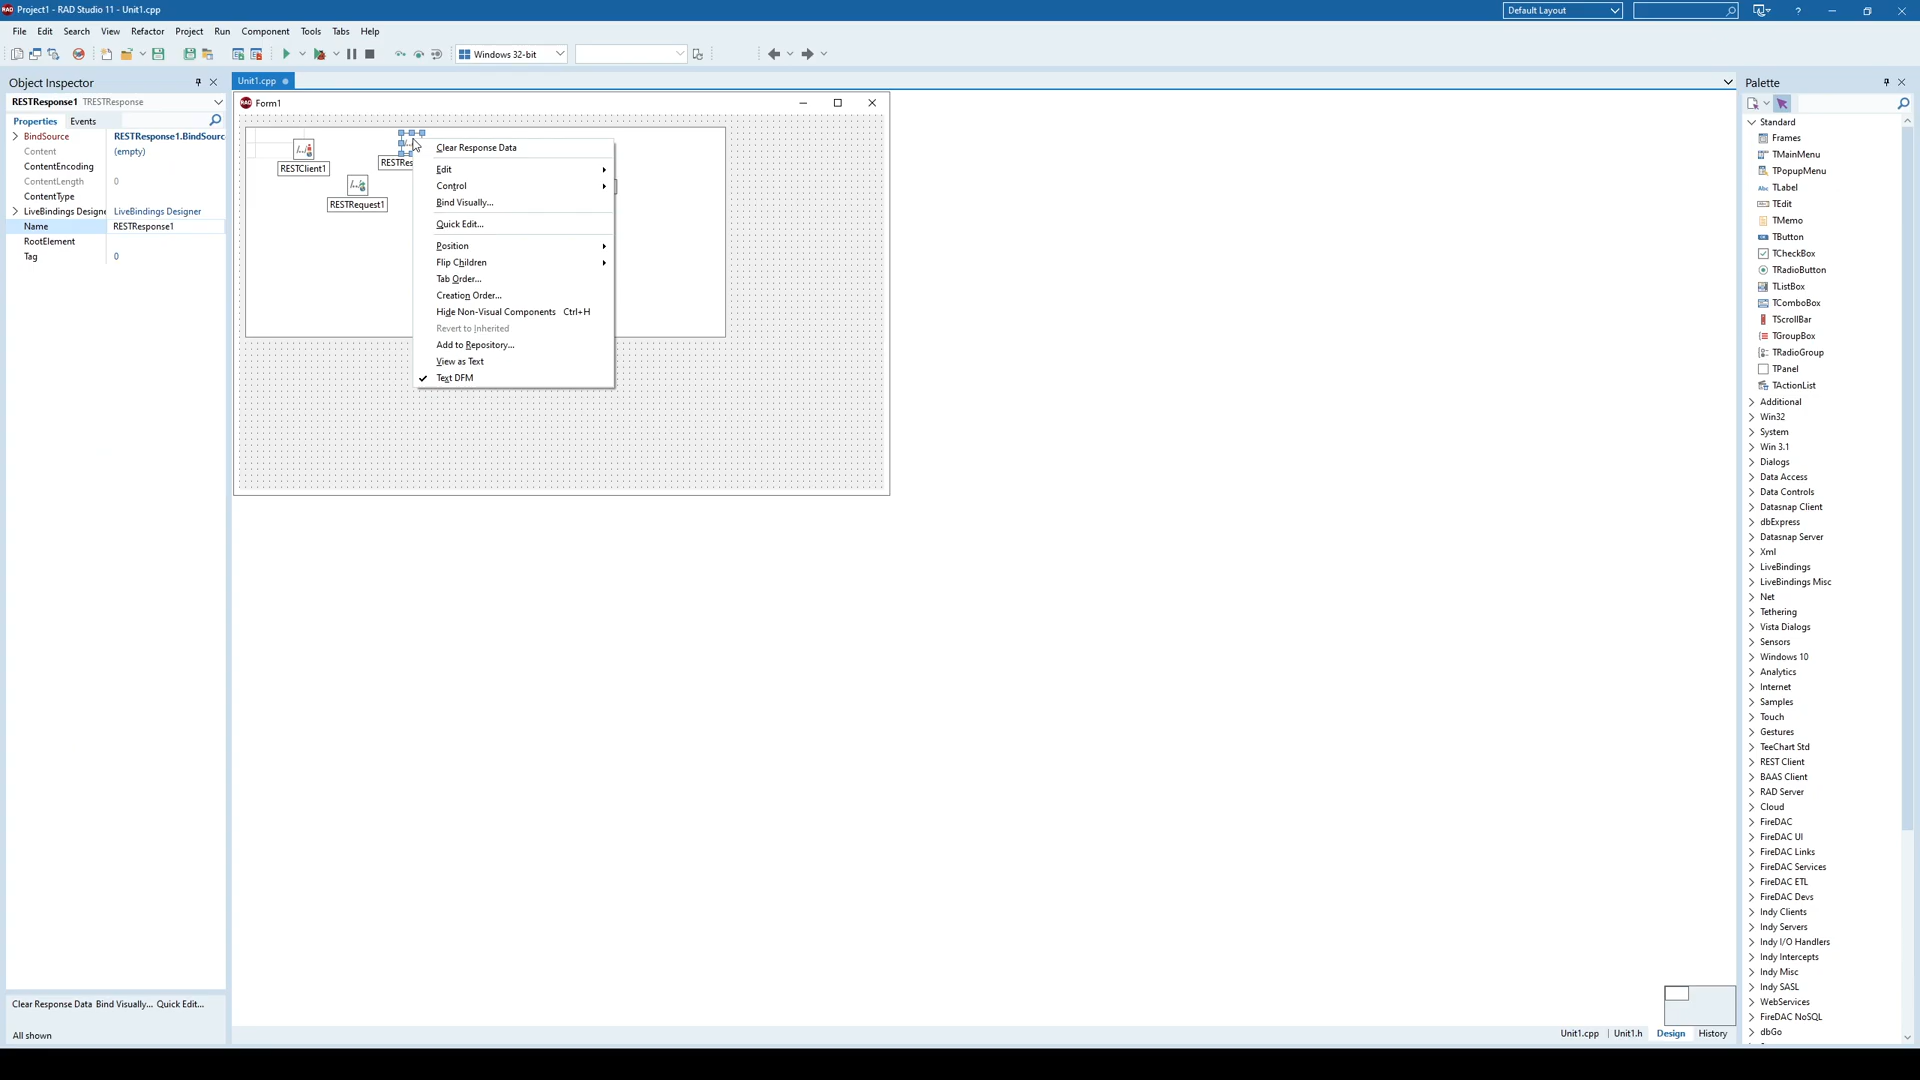 Project1 - RAD Studio 11 - Unit1.cpp
Default Layout
?
File Edit Search View Refactor Project Run Component Tools Tabs Help
Windows 32-bit
Object Inspector
RESTResponse1 TRESTResponse
Properties Events
BindSource RESTResponse1.BindSourc
Content (empty)
ContentEncoding
ContentLength 0
ContentType
LiveBindings Designe LiveBindings Designer
Name RESTResponse1
RootElement
Tag 0
Clear Response Data Bind Visually... Quick Edit...
All shown
Unit1.cpp
Form1
RESTClient1
RESTRes
RESTRequest1
Clear Response Data
Edit
Control
Bind Visually...
Quick Edit...
Position
Flip Children
Tab Order...
Creation Order...
Hide Non-Visual Components Ctrl+H
Revert to Inherited
Add to Repository...
View as Text
Text DFM
Unit1.cpp Unit1.h Design History
Palette
Standard
Frames
TMainMenu
TPopupMenu
TLabel
TEdit
TMemo
TButton
TCheckBox
TRadioButton
TListBox
TComboBox
TScrollBar
TGroupBox
TRadioGroup
TPanel
TActionList
Additional
Win32
System
Win 3.1
Dialogs
Data Access
Data Controls
Datasnap Client
dbExpress
Datasnap Server
Xml
LiveBindings
LiveBindings Misc
Net
Tethering
Vista Dialogs
Sensors
Windows 10
Analytics
Internet
Samples
Touch
Gestures
TeeChart Std
REST Client
BAAS Client
RAD Server
Cloud
FireDAC
FireDAC UI
FireDAC Links
FireDAC Services
FireDAC ETL
FireDAC Devs
Indy Clients
Indy Servers
Indy I/O Handlers
Indy Intercepts
Indy Misc
Indy SASL
WebServices
FireDAC NoSQL
dbGo